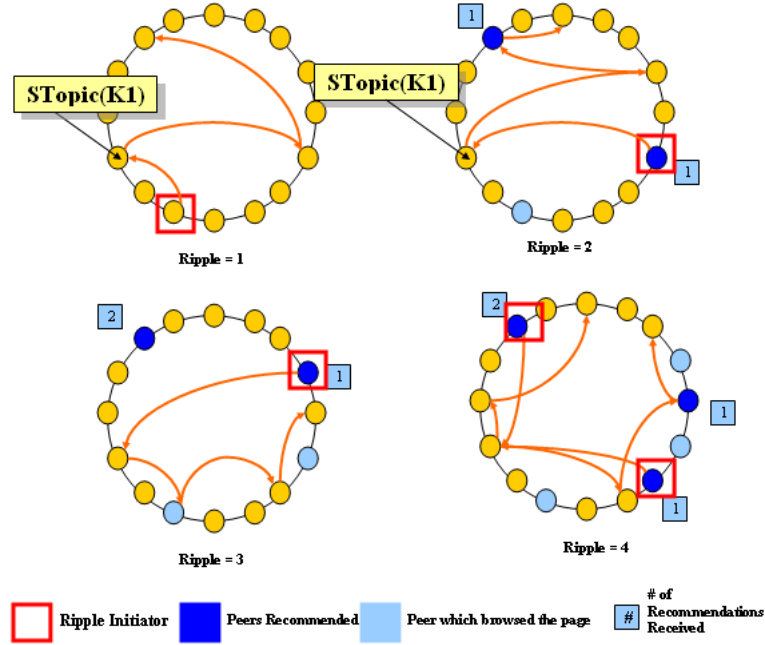 1
STopic(K1)
STopic(K1)
1
Ripple = 1
Ripple = 2
2
1
2
1
1
Ripple = 3
Ripple = 4
Ripple Initiator
Peers Recommended
Peer which browsed the page
#
# of
Recommendations
Received